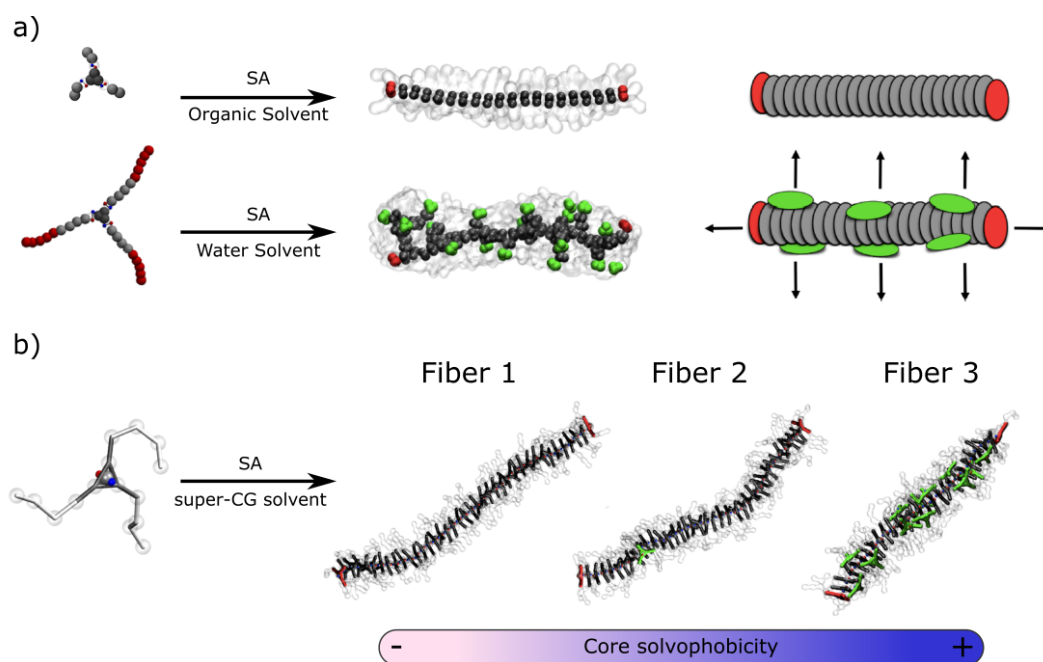 a)
SA
Organic Solvent
SA
Water Solvent
b)
Fiber 1
Fiber 2
Fiber 3
SA
super-CG solvent
- Core solvophobicity +